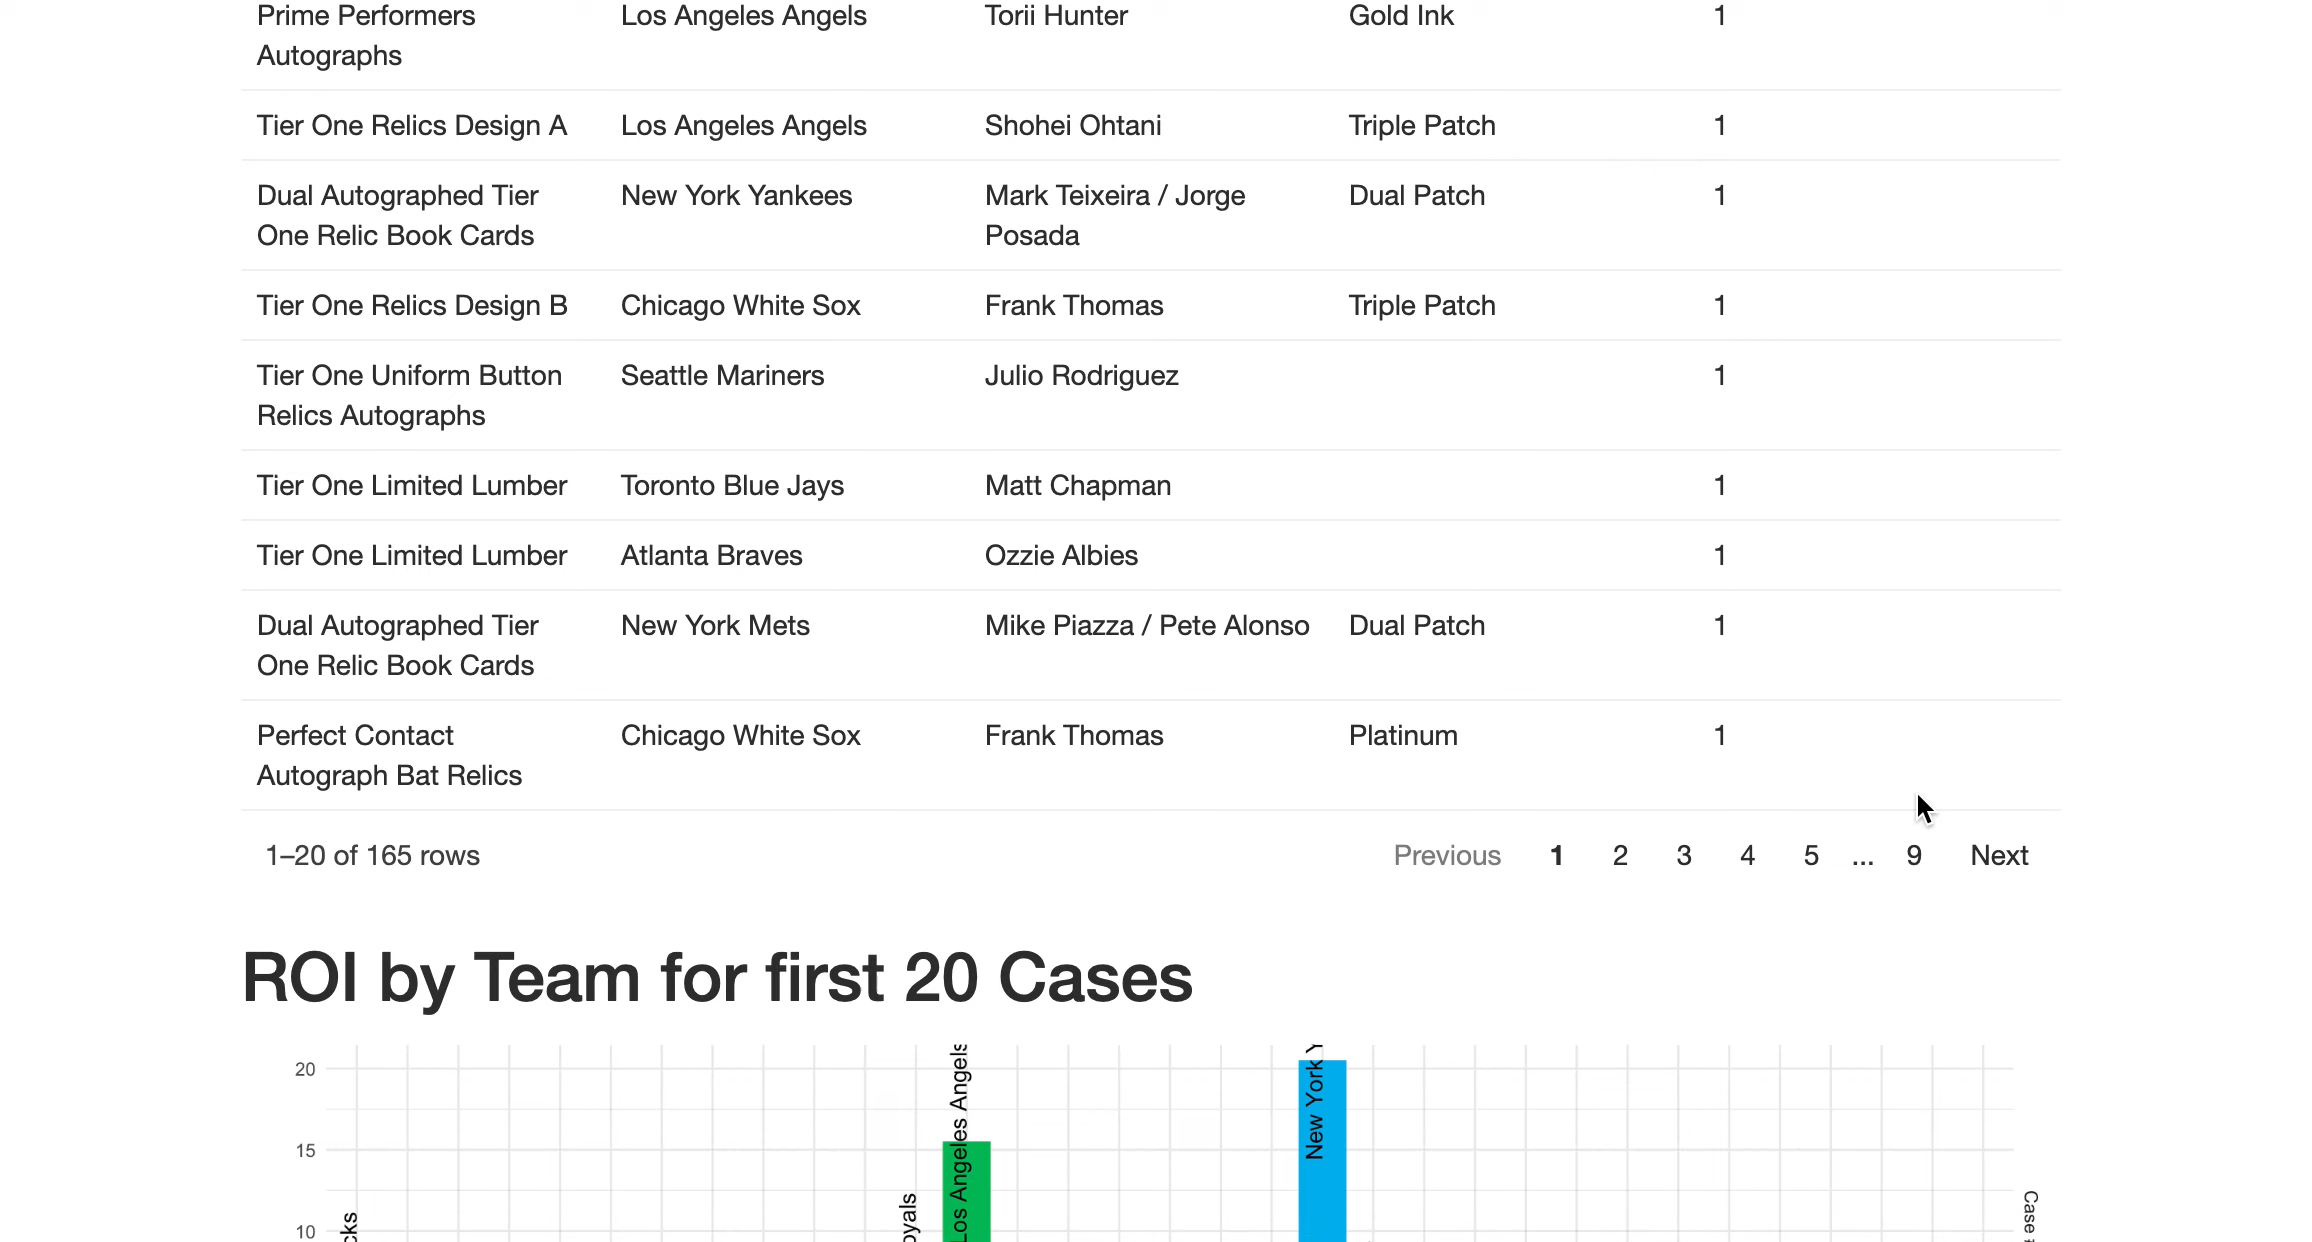 Prime Performers Los Angeles Angels Torii Hunter Gold Ink 1
Autographs
Tier One Relics Design A Los Angeles Angels Shohei Ohtani Triple Patch 1
Dual Autographed Tier New York Yankees Mark Teixeira / Jorge Dual Patch 1
One Relic Book Cards Posada
Tier One Relics Design B Chicago White Sox Frank Thomas Triple Patch 1
Tier One Uniform Button Seattle Mariners Julio Rodriguez 1
Relics Autographs
Tier One Limited Lumber Toronto Blue Jays Matt Chapman 1
Tier One Limited Lumber Atlanta Braves Ozzie Albies 1
Dual Autographed Tier New York Mets Mike Piazza / Pete Alonso Dual Patch 1
One Relic Book Cards
Perfect Contact Chicago White Sox Frank Thomas Platinum 1
Autograph Bat Relics
1–20 of 165 rows Previous 1 2 3 4 5 ... 9 Next
ROI by Team for first 20 Cases
20
15
10
cks
oyals
Los Angeles Angels
New York Y
Case